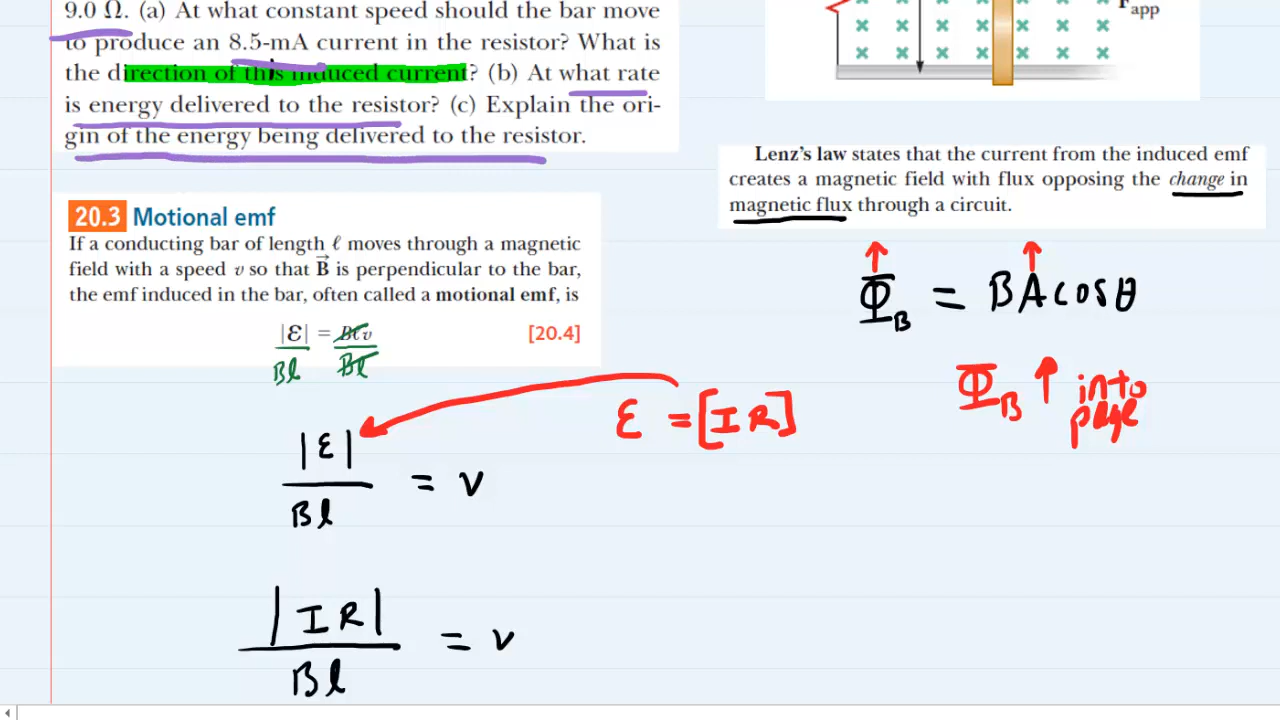 9.0 Ω. (a) At what constant speed should the bar move
to produce an 8.5-mA current in the resistor? What is
the direction of this induced current? (b) At what rate
is energy delivered to the resistor? (c) Explain the ori-
gin of the energy being delivered to the resistor.
F⃗app
Lenz's law states that the current from the induced emf
creates a magnetic field with flux opposing the change in
magnetic flux through a circuit.
20.3 Motional emf
If a conducting bar of length ℓ moves through a magnetic
field with a speed v so that B⃗ is perpendicular to the bar,
the emf induced in the bar, often called a motional emf, is
|ε| = Bℓv [20.4]
Bℓ Bℓ
↑ ↑
Φ_B = BA cos θ
Φ_B ↑ into page
ε = [IR]
|ε| / Bℓ = v
|IR| / Bℓ = v